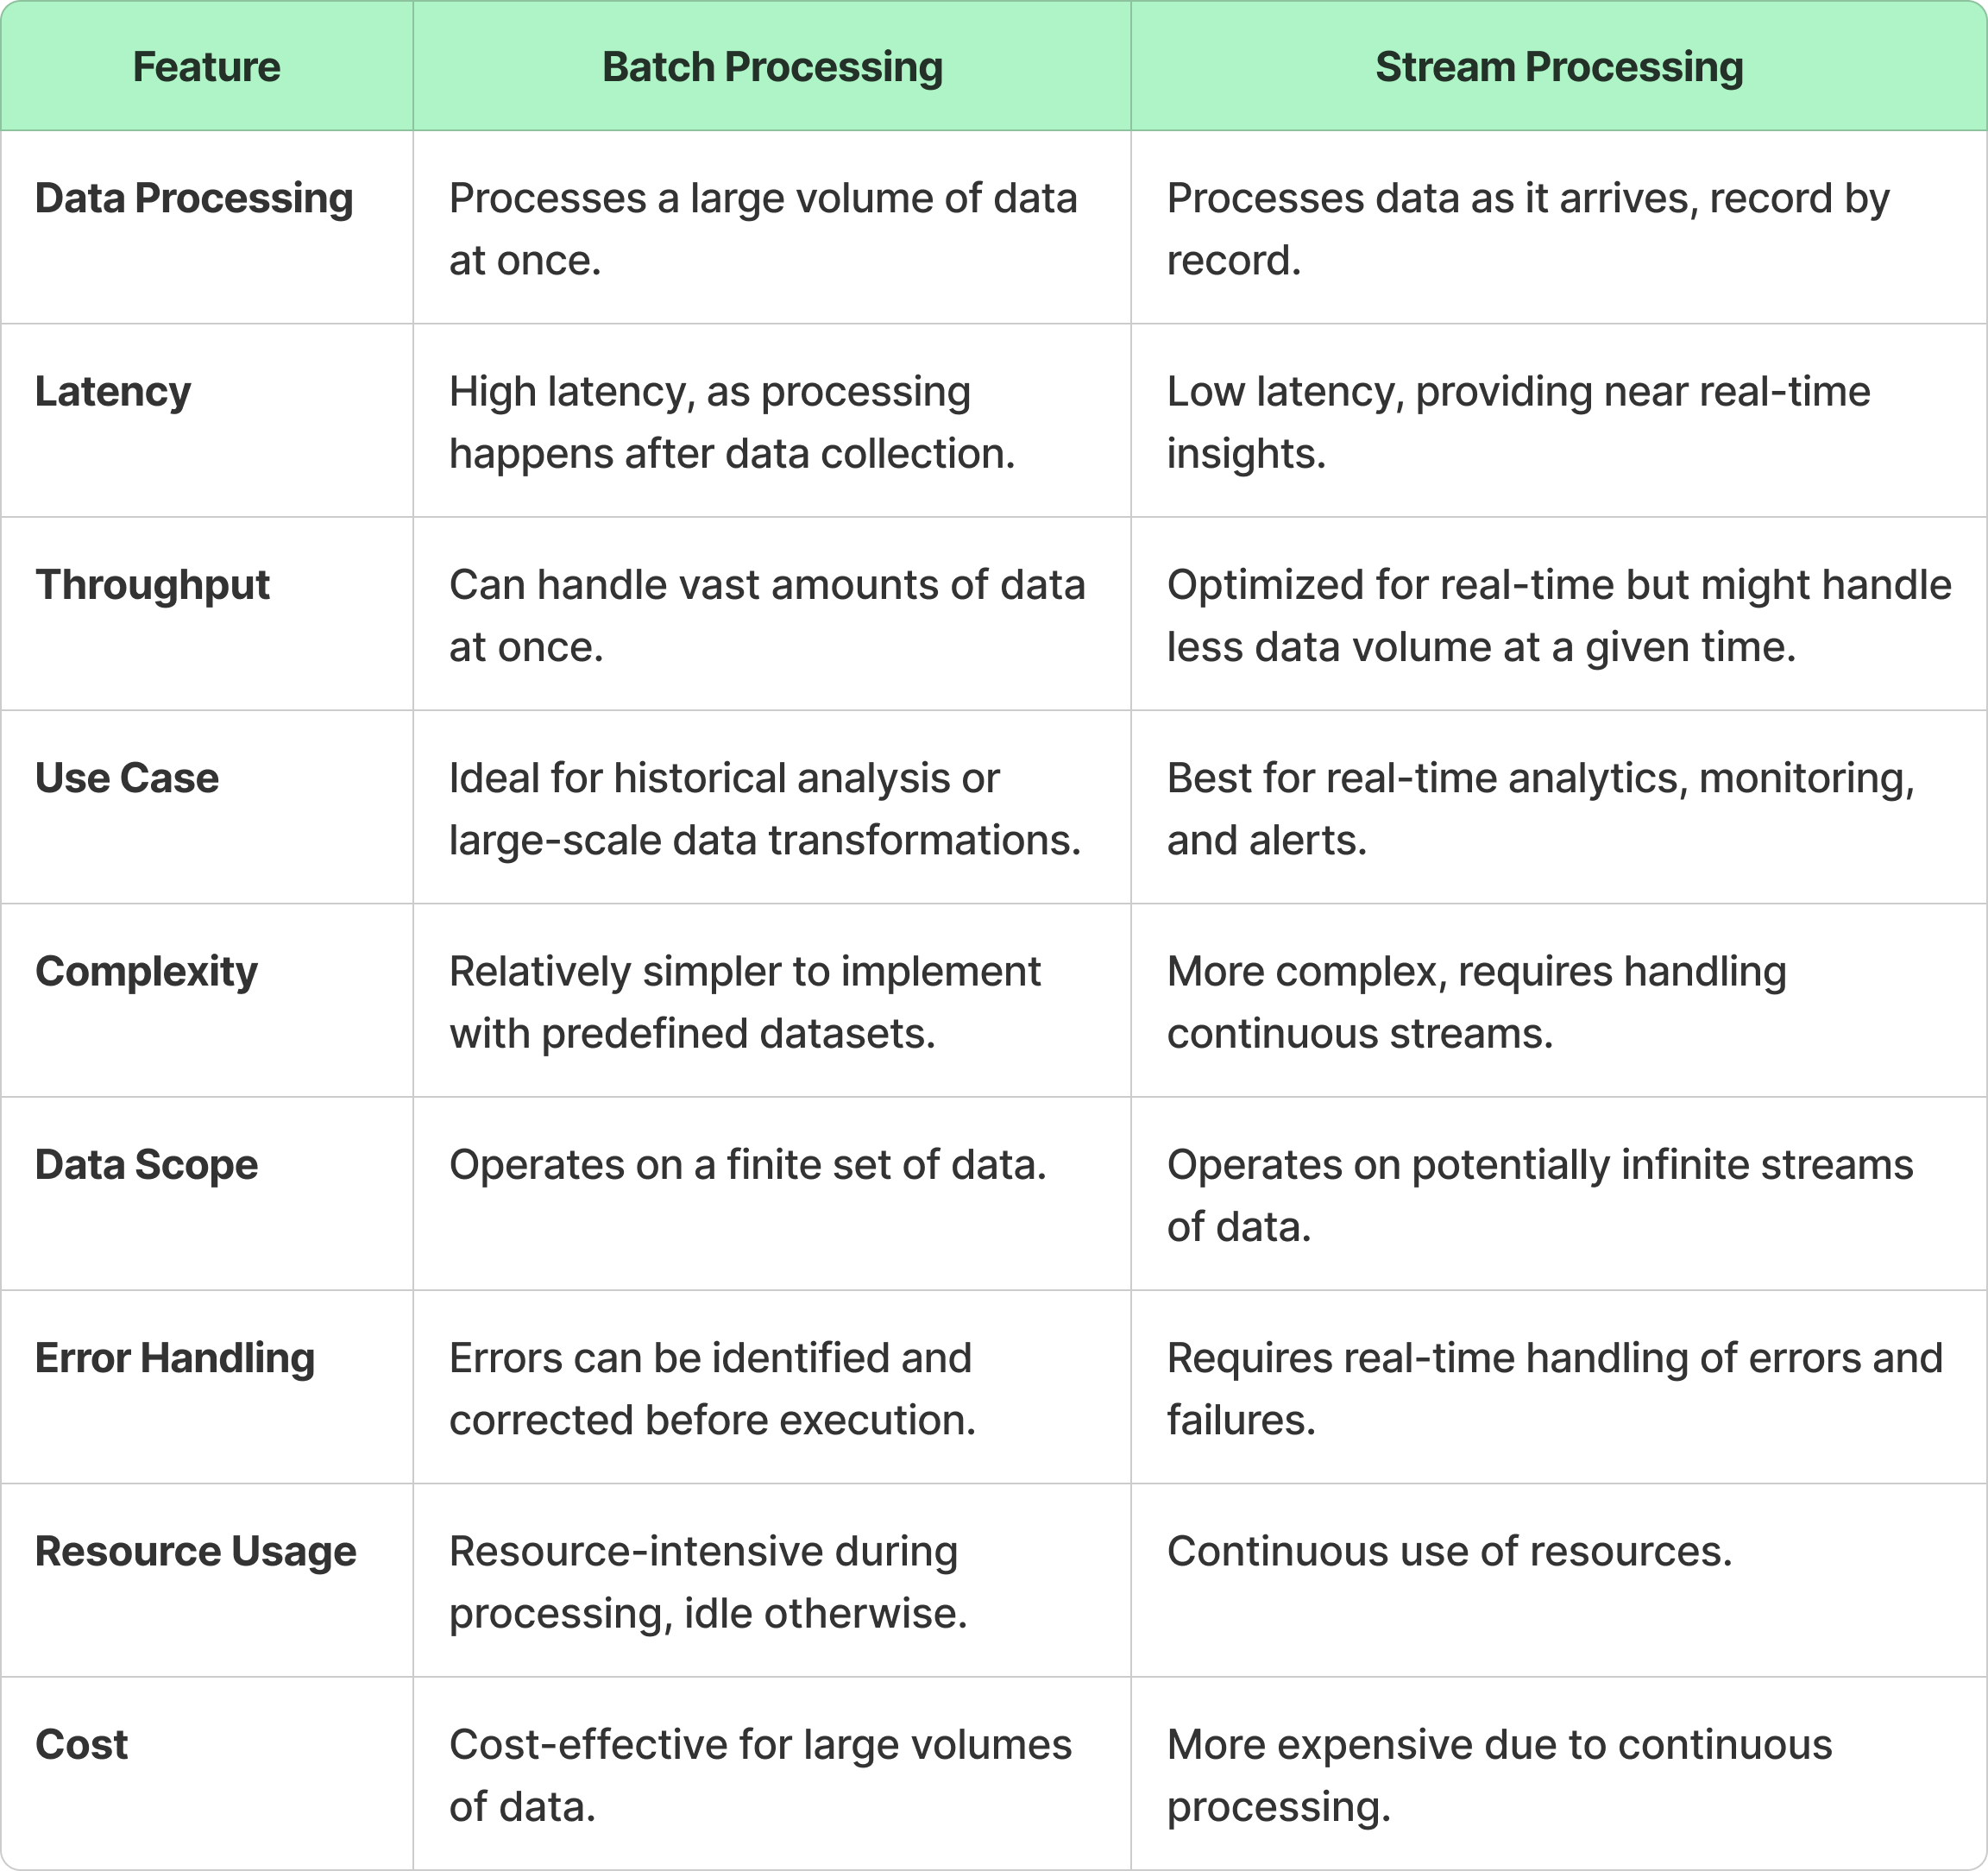 Feature
Batch Processing
Stream Processing
Data Processing
Processes a large volume of data
at once.
Processes data as it arrives, record by
record.
Latency
High latency, as processing
happens after data collection.
Low latency, providing near real-time
insights.
Throughput
Can handle vast amounts of data
at once.
Optimized for real-time but might handle
less data volume at a given time.
Use Case
Ideal for historical analysis or
large-scale data transformations.
Best for real-time analytics, monitoring,
and alerts.
Complexity
Relatively simpler to implement
with predefined datasets.
More complex, requires handling
continuous streams.
Data Scope
Operates on a finite set of data.
Operates on potentially infinite streams
of data.
Error Handling
Errors can be identified and
corrected before execution.
Requires real-time handling of errors and
failures.
Resource Usage
Resource-intensive during
processing, idle otherwise.
Continuous use of resources.
Cost
Cost-effective for large volumes
of data.
More expensive due to continuous
processing.